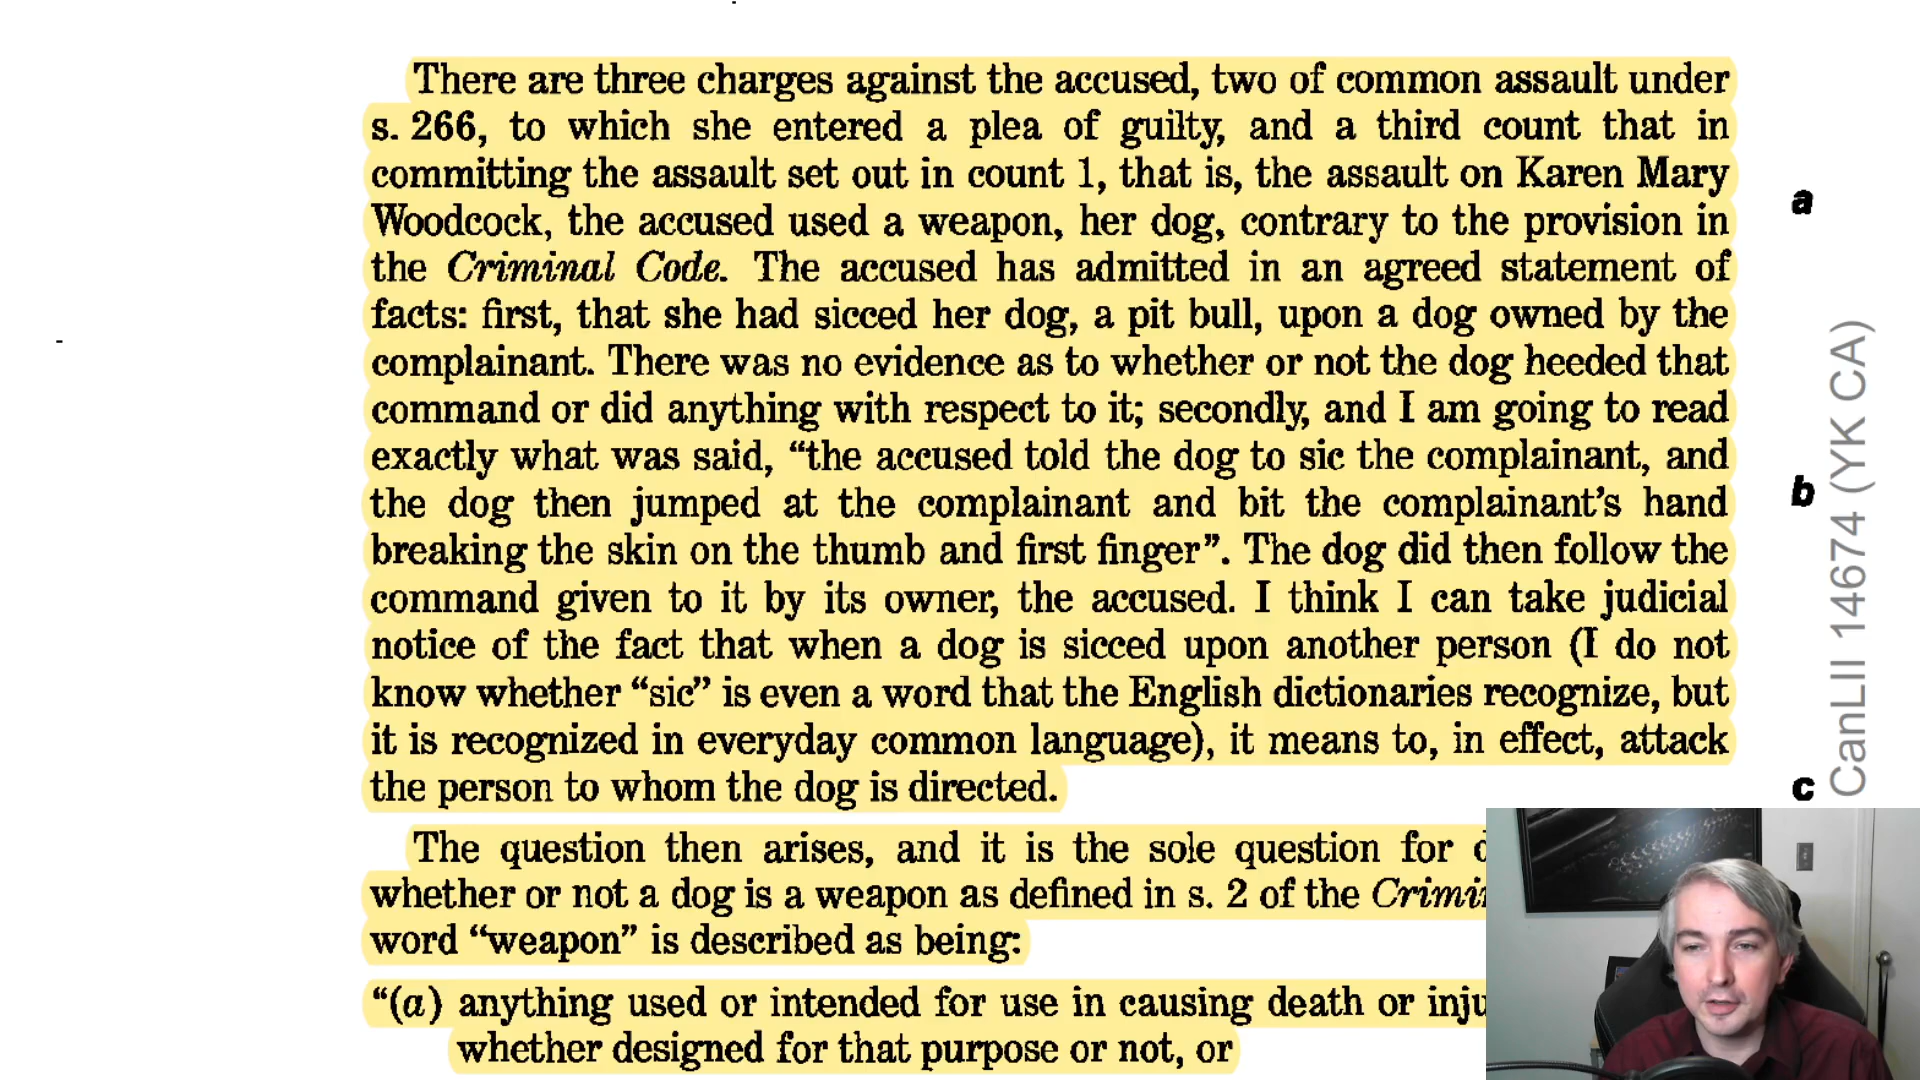 There are three charges against the accused, two of common assault under
s. 266, to which she entered a plea of guilty, and a third count that in
committing the assault set out in count 1, that is, the assault on Karen Mary
Woodcock, the accused used a weapon, her dog, contrary to the provision in
the Criminal Code. The accused has admitted in an agreed statement of
facts: first, that she had sicced her dog, a pit bull, upon a dog owned by the
complainant. There was no evidence as to whether or not the dog heeded that
command or did anything with respect to it; secondly, and I am going to read
exactly what was said, “the accused told the dog to sic the complainant, and
the dog then jumped at the complainant and bit the complainant’s hand
breaking the skin on the thumb and first finger”. The dog did then follow the
command given to it by its owner, the accused. I think I can take judicial
notice of the fact that when a dog is sicced upon another person (I do not
know whether “sic” is even a word that the English dictionaries recognize, but
it is recognized in everyday common language), it means to, in effect, attack
the person to whom the dog is directed.
The question then arises, and it is the sole question for
whether or not a dog is a weapon as defined in s. 2 of the
word “weapon” is described as being:
“(a) anything used or intended for use in causing death or
whether designed for that purpose or not, or
a
b
c
CanLII 14674 (YK CA)